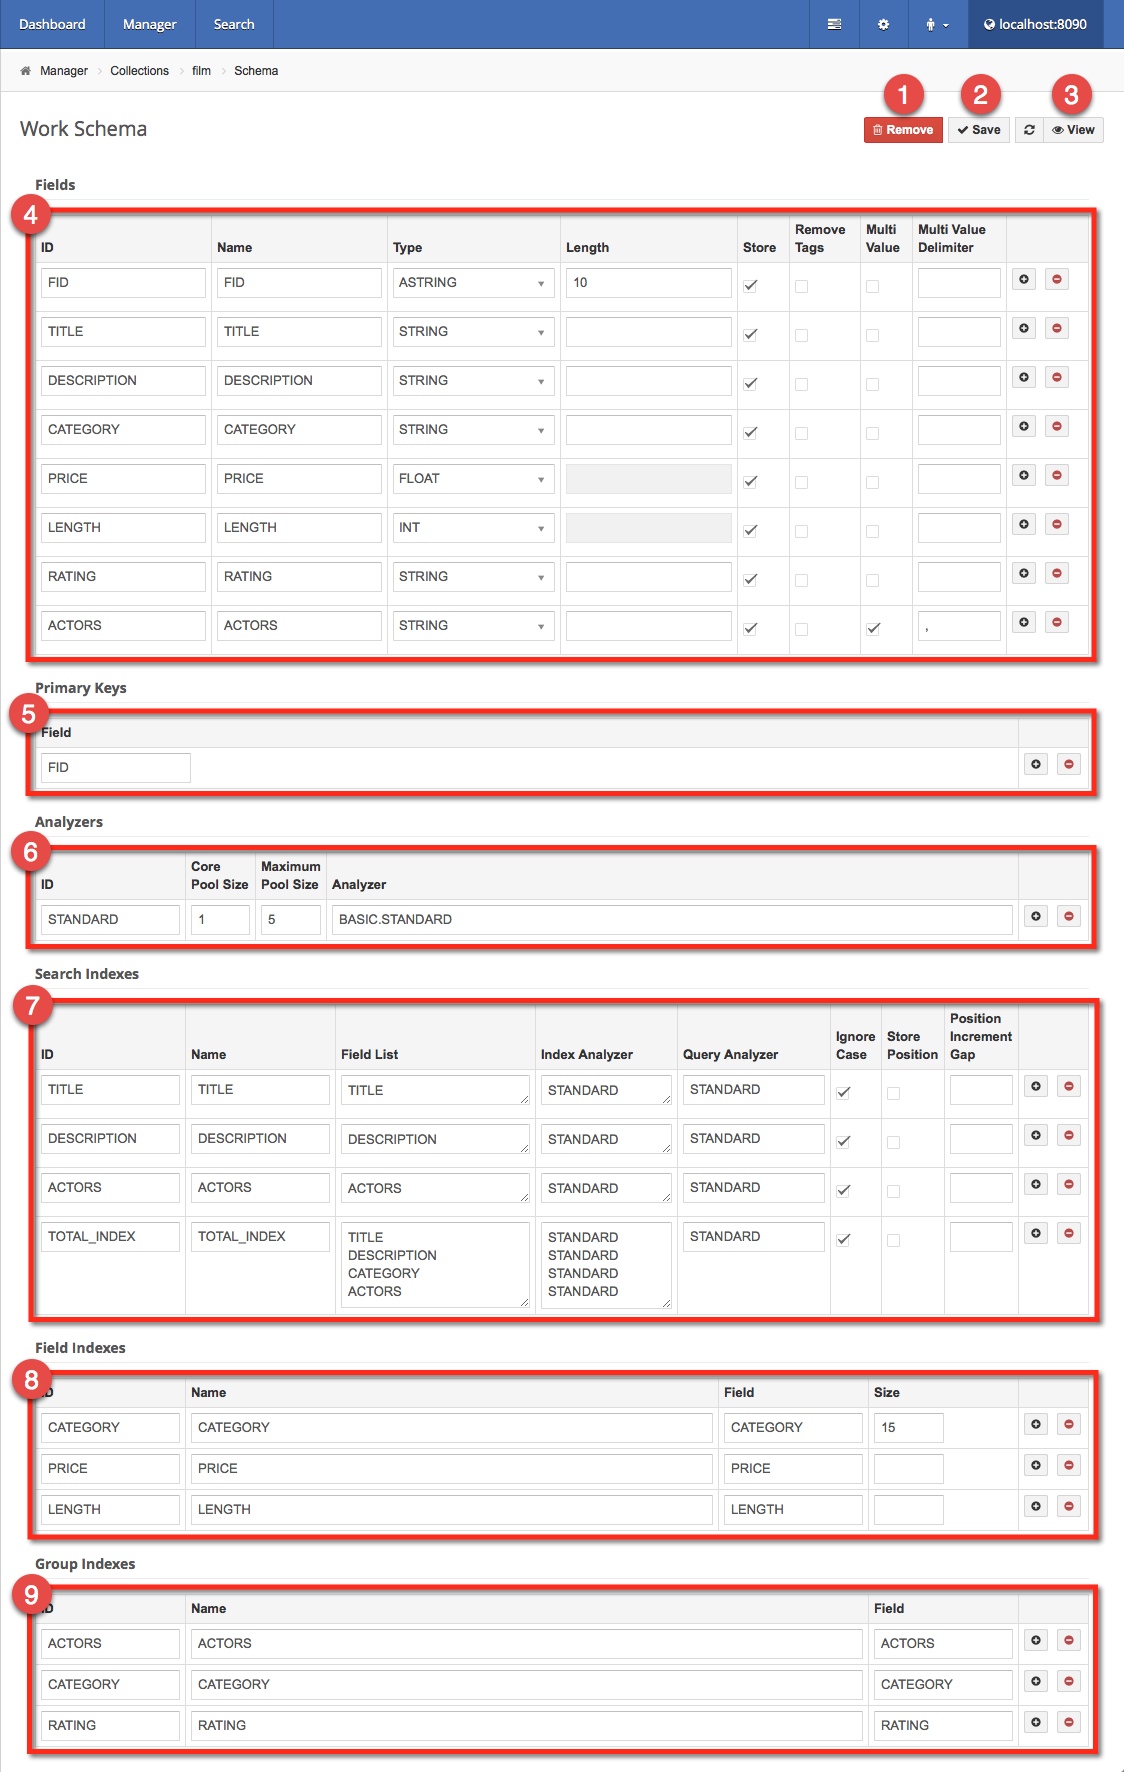 Dashboard Manager Search localhost:8090
Manager Collections film Schema
1 2 3
Work Schema Remove Save View
Fields
4
ID Name Type Length Store Remove Tags Multi Value Multi Value Delimiter
FID FID ASTRING 10
TITLE TITLE STRING
DESCRIPTION DESCRIPTION STRING
CATEGORY CATEGORY STRING
PRICE PRICE FLOAT
LENGTH LENGTH INT
RATING RATING STRING
ACTORS ACTORS STRING ,
Primary Keys
5
Field
FID
Analyzers
6
ID Core Pool Size Maximum Pool Size Analyzer
STANDARD 1 5 BASIC.STANDARD
Search Indexes
7
ID Name Field List Index Analyzer Query Analyzer Ignore Case Store Position Position Increment Gap
TITLE TITLE TITLE STANDARD STANDARD
DESCRIPTION DESCRIPTION DESCRIPTION STANDARD STANDARD
ACTORS ACTORS ACTORS STANDARD STANDARD
TOTAL_INDEX TOTAL_INDEX TITLE STANDARD STANDARD
DESCRIPTION STANDARD
CATEGORY STANDARD
ACTORS STANDARD
Field Indexes
8
ID Name Field Size
CATEGORY CATEGORY CATEGORY 15
PRICE PRICE PRICE
LENGTH LENGTH LENGTH
Group Indexes
9
ID Name Field
ACTORS ACTORS ACTORS
CATEGORY CATEGORY CATEGORY
RATING RATING RATING